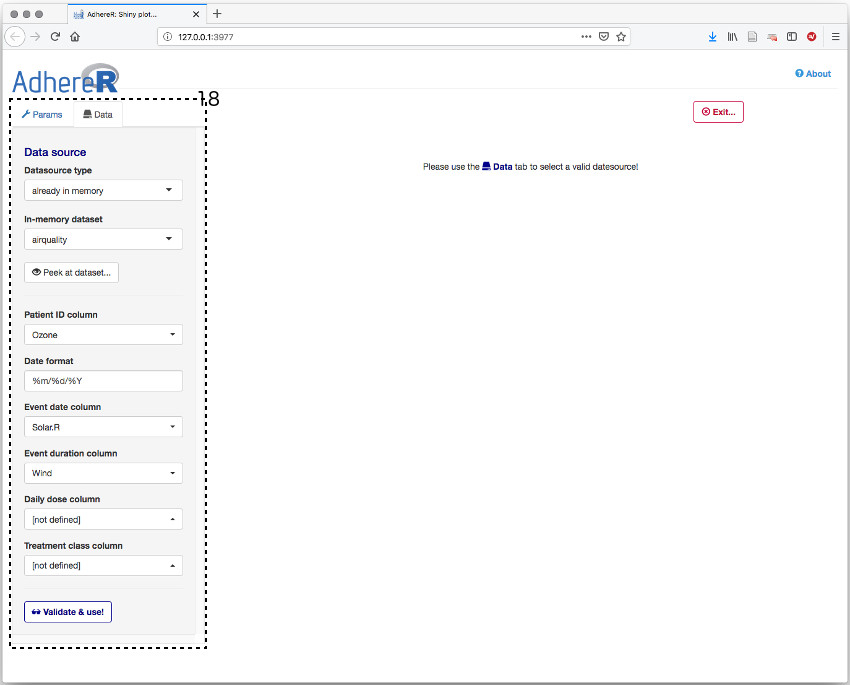 AdhereR: Shiny plot...
127.0.0.1:3977
AdhereR
About
18
Params
Data
Exit...
Please use the Data tab to select a valid datesource!
Data source
Datasource type
already in memory
In-memory dataset
airquality
Peek at dataset...
Patient ID column
Ozone
Date format
%m/%d/%Y
Event date column
Solar.R
Event duration column
Wind
Daily dose column
[not defined]
Treatment class column
[not defined]
Validate & use!